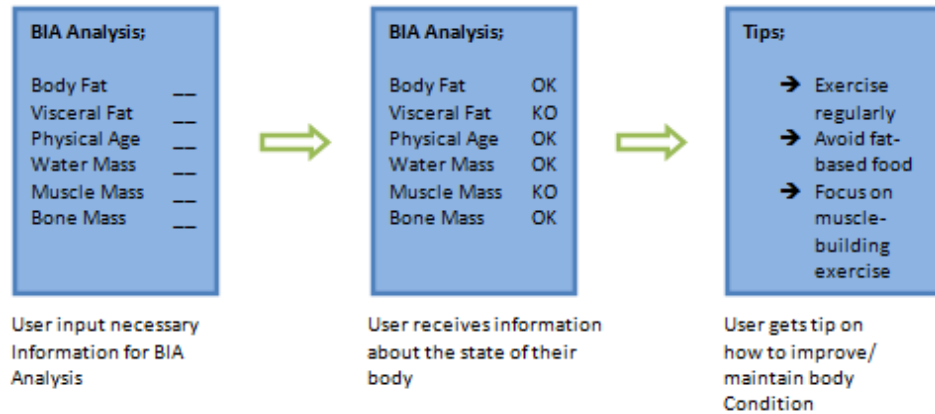 BIA Analysis;
Body Fat __
Visceral Fat __
Physical Age __
Water Mass __
Muscle Mass __
Bone Mass __
User input necessary
Information for BIA
Analysis
BIA Analysis;
Body Fat OK
Visceral Fat KO
Physical Age OK
Water Mass OK
Muscle Mass KO
Bone Mass OK
User receives information
about the state of their
body
Tips;
➔ Exercise
regularly
➔ Avoid fat-
based food
➔ Focus on
muscle-
building
exercise
User gets tip on
how to improve/
maintain body
Condition